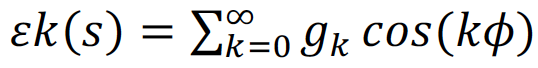 εk(s) = ∑_{k=0}^{∞} g_k cos(kϕ)